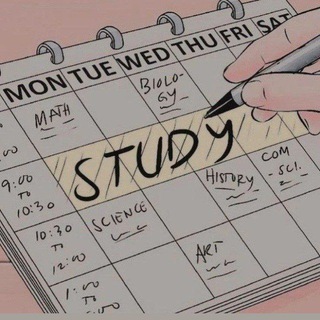 MON TUE WED THU FRI SAT
MATH
BIOLO-
GY
9:00
TO
10:30
STUDY
HISTORY
COM
-SCI.
10:30
TO
12:00
SCIENCE
ART
1:00
TO